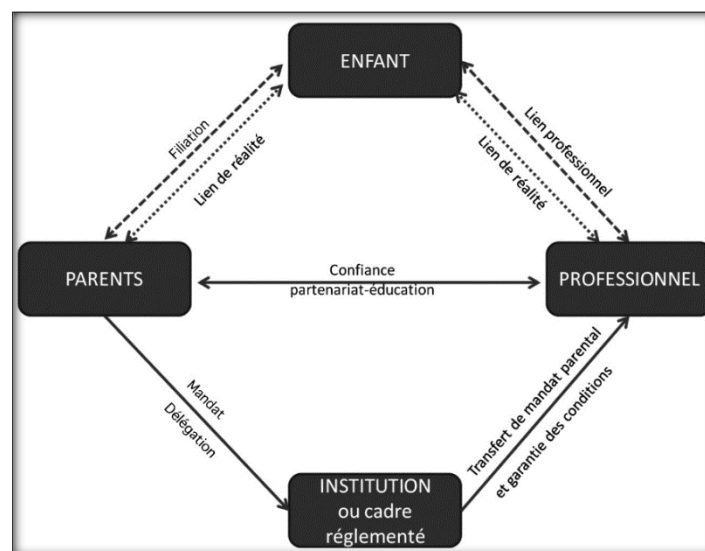 ENFANT
Filiation
Lien de réalité
Lien professionnel
Lien de réalité
PARENTS
Confiance
partenariat-éducation
PROFESSIONNEL
Mandat
Délégation
Transfert de mandat parental
et garantie des conditions
INSTITUTION
ou cadre
réglementé